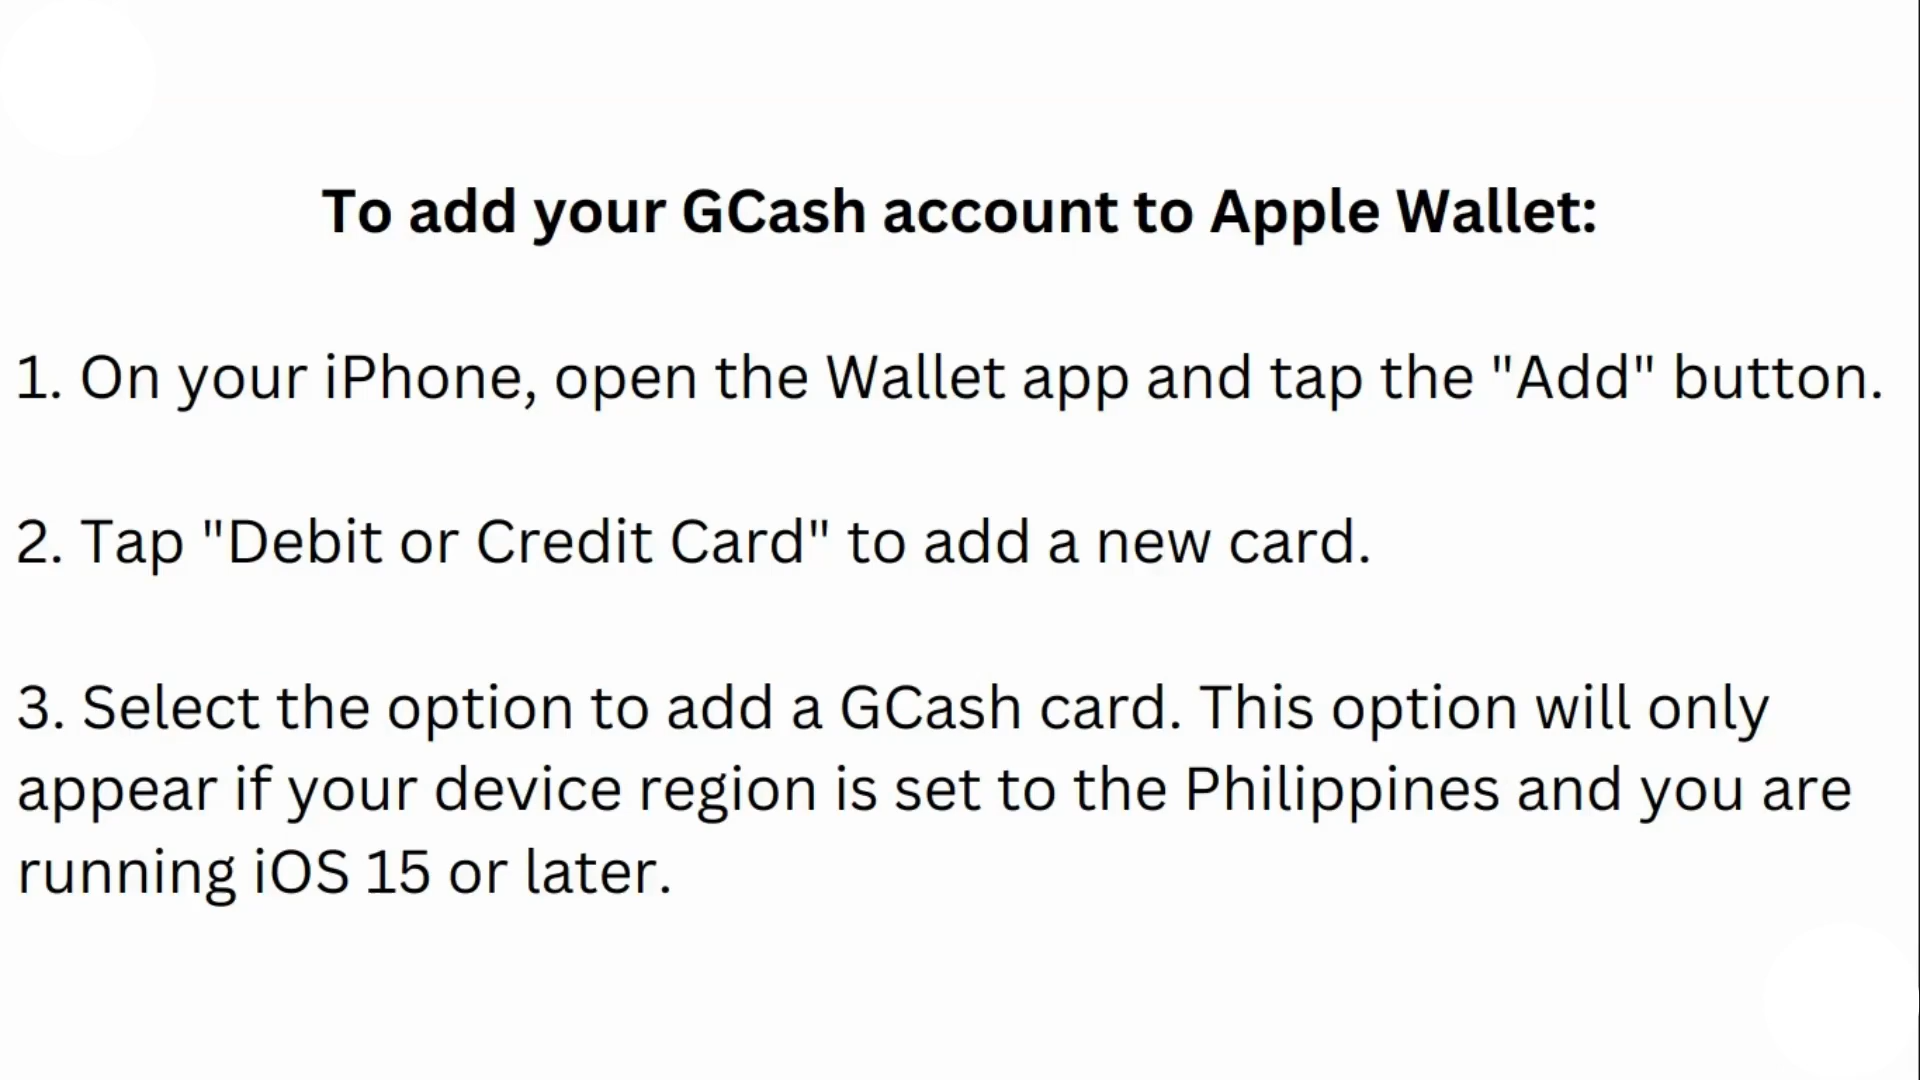 To add your GCash account to Apple Wallet:
1. On your iPhone, open the Wallet app and tap the "Add" button.
2. Tap "Debit or Credit Card" to add a new card.
3. Select the option to add a GCash card. This option will only
appear if your device region is set to the Philippines and you are
running iOS 15 or later.